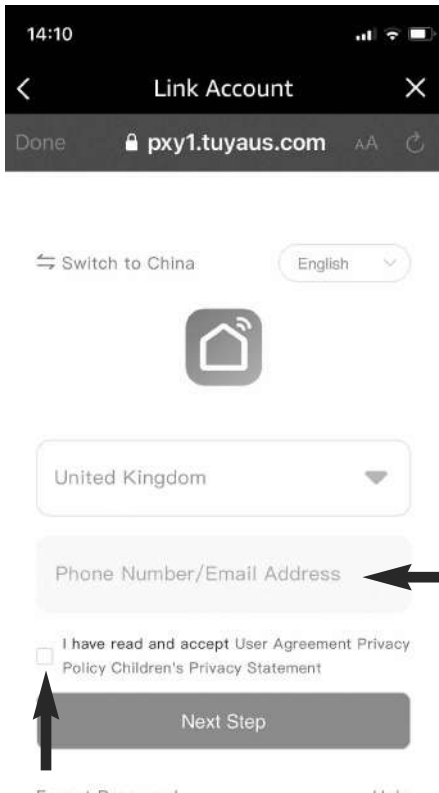 14:10
Link Account
Done pxy1.tuyaus.com AA
Switch to China English
United Kingdom
Phone Number/Email Address
I have read and accept User Agreement Privacy
Policy Children's Privacy Statement
Next Step